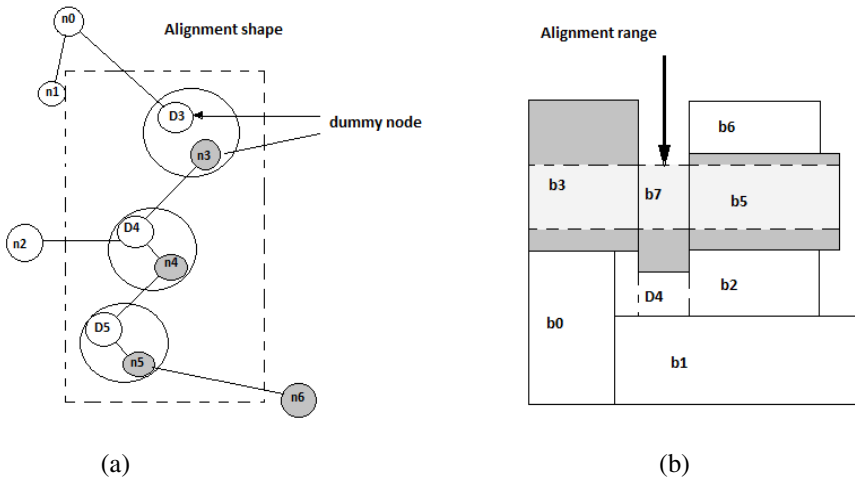 n0
Alignment shape
n1
D3
dummy node
n3
D4
n2
n4
D5
n5
n6
(a)
Alignment range
b6
b3
b7
b5
D4
b2
b0
b1
(b)